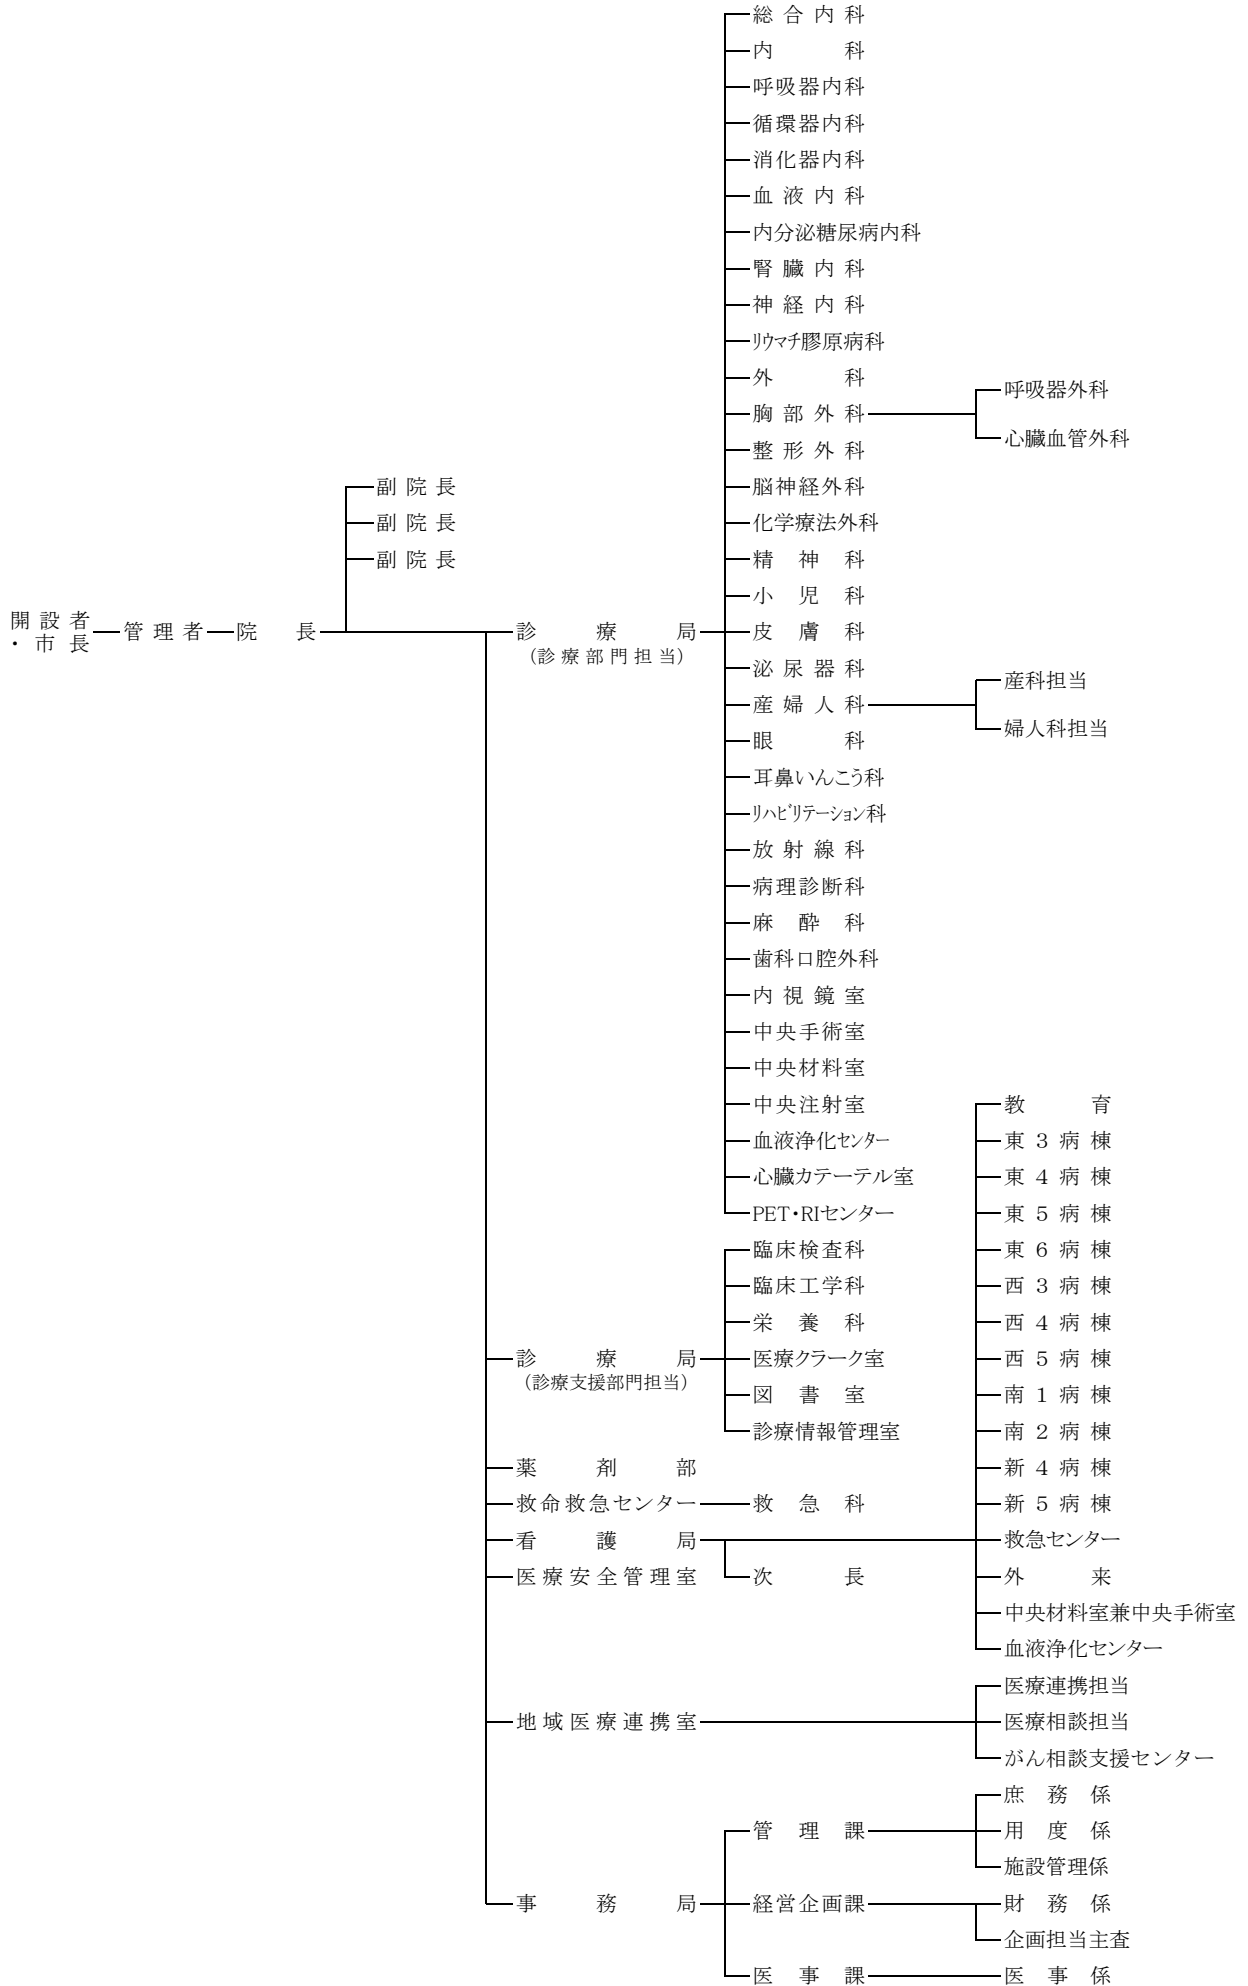 総合内科
内科
呼吸器内科
循環器内科
消化器内科
血液内科
内分泌糖尿病内科
腎臓内科
神経内科
リウマチ膠原病科
外科
呼吸器外科
胸部外科
心臓血管外科
整形外科
副院長
脳神経外科
副院長
化学療法外科
副院長
精神科
小児科
開設者
・市長
管理者
院長
診療局
(診療部門担当)
皮膚科
泌尿器科
産科担当
産婦人科
婦人科担当
眼科
耳鼻いんこう科
リハビリテーション科
放射線科
病理診断科
麻酔科
歯科口腔外科
内視鏡室
中央手術室
中央材料室
中央注射室
血液浄化センター
心臓カテーテル室
PET・RIセンター
臨床検査科
臨床工学科
栄養科
診療局
(診療支援部門担当)
医療クラーク室
図書室
診療情報管理室
薬剤部
救命救急センター
救急科
看護局
次長
教育
東3病棟
東4病棟
東5病棟
東6病棟
西3病棟
西4病棟
西5病棟
南1病棟
南2病棟
新4病棟
新5病棟
救急センター
外来
中央材料室兼中央手術室
血液浄化センター
医療安全管理室
地域医療連携室
医療連携担当
医療相談担当
がん相談支援センター
事務局
管理課
庶務係
用度係
施設管理係
経営企画課
財務係
企画担当主査
医事課
医事係